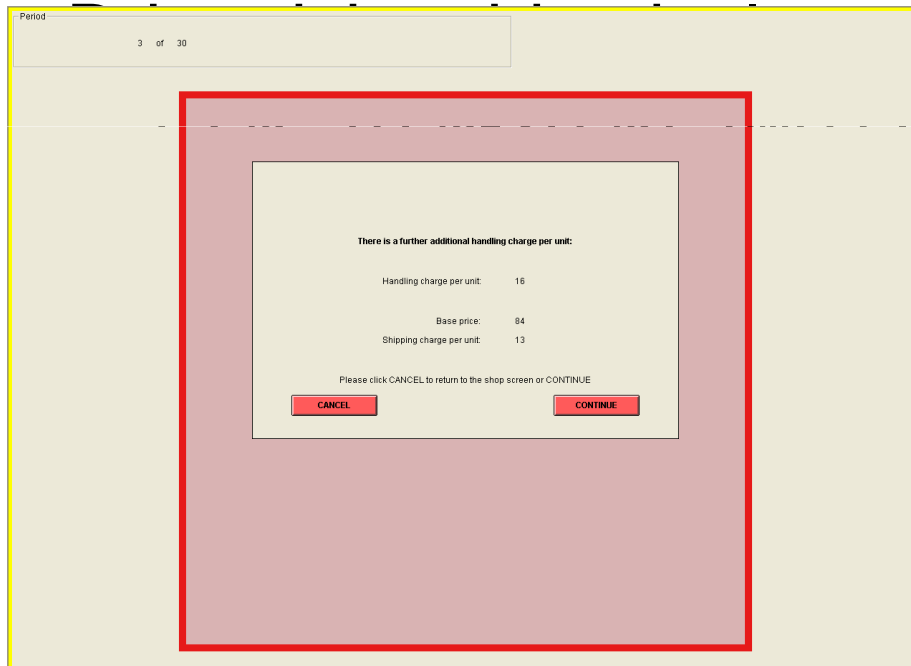 Period
3 of 30
There is a further additional handling charge per unit:
Handling charge per unit: 16
Base price: 84
Shipping charge per unit: 13
Please click CANCEL to return to the shop screen or CONTINUE
CANCEL CONTINUE